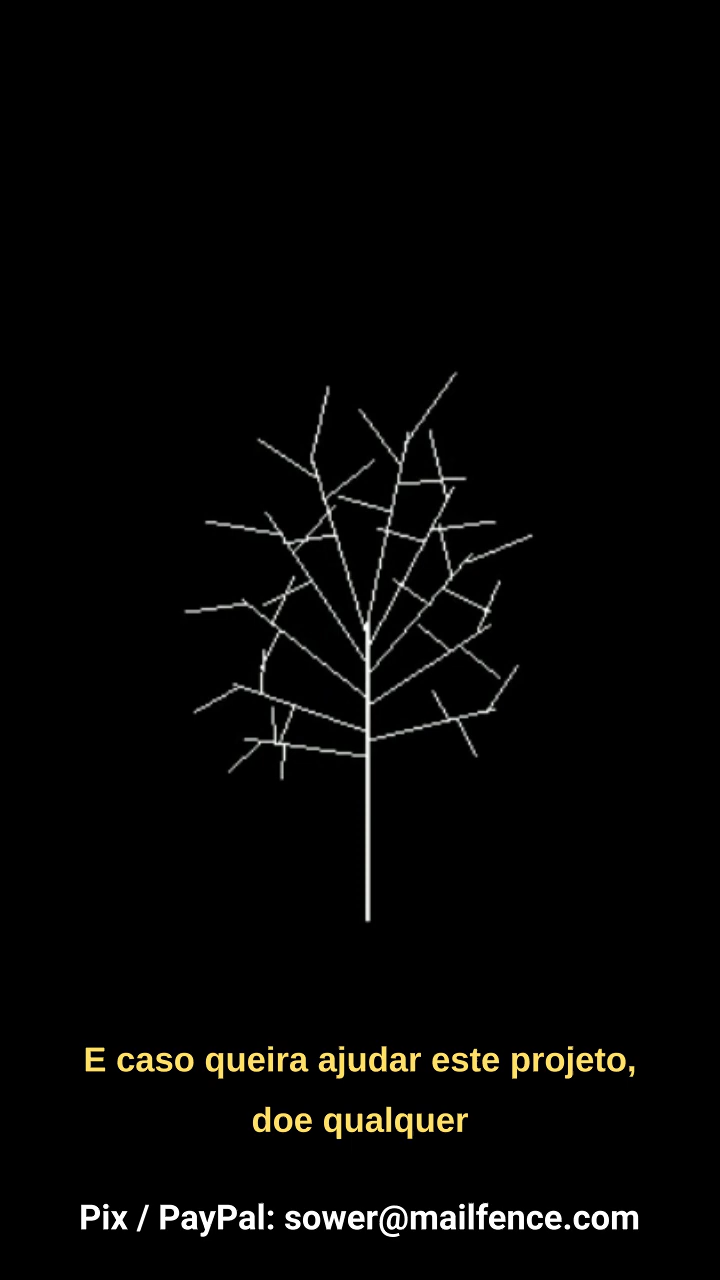 E caso queira ajudar este projeto,
doe qualquer
Pix / PayPal: sower@mailfence.com